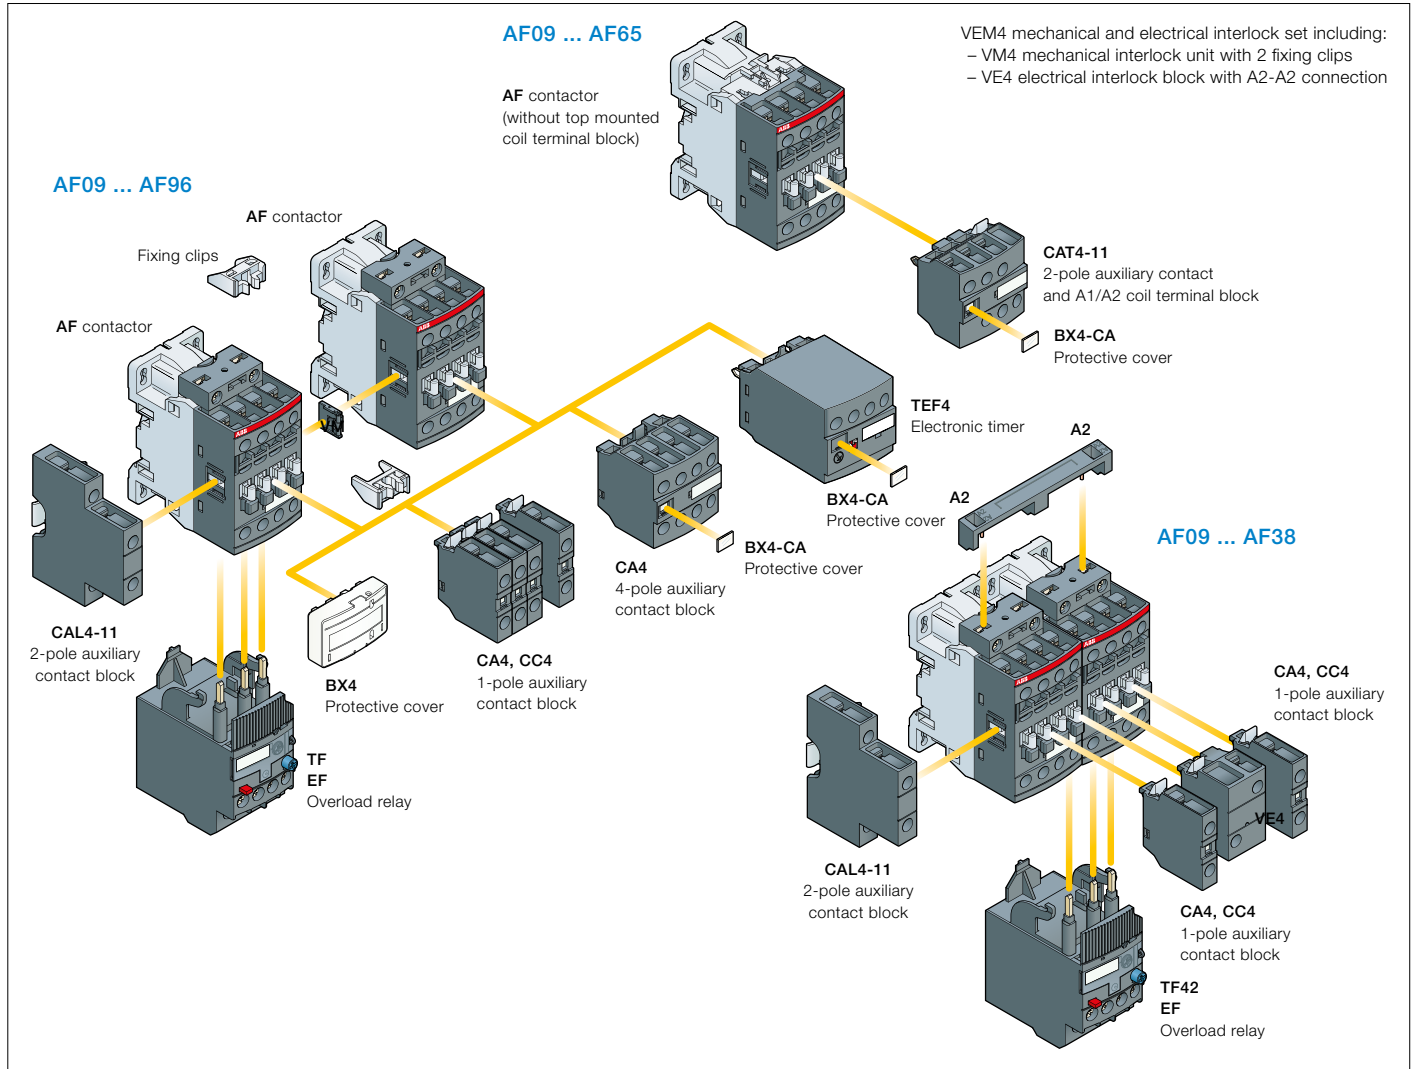 AF09 ... AF65
AF contactor
(without top mounted
coil terminal block)
VEM4 mechanical and electrical interlock set including:
– VM4 mechanical interlock unit with 2 fixing clips
– VE4 electrical interlock block with A2-A2 connection
AF09 ... AF96
AF contactor
Fixing clips
AF contactor
ABB
ABB
ABB
VM4
CAT4-11
2-pole auxiliary contact
and A1/A2 coil terminal block
BX4-CA
Protective cover
TEF4
Electronic timer
BX4-CA
Protective cover
A2
A2
AF09 ... AF38
ABB
ABB
BX4-CA
Protective cover
CA4
4-pole auxiliary
contact block
CA4, CC4
1-pole auxiliary
contact block
BX4
Protective cover
CAL4-11
2-pole auxiliary
contact block
TF
EF
Overload relay
CA4, CC4
1-pole auxiliary
contact block
VE4
CAL4-11
2-pole auxiliary
contact block
CA4, CC4
1-pole auxiliary
contact block
TF42
EF
Overload relay